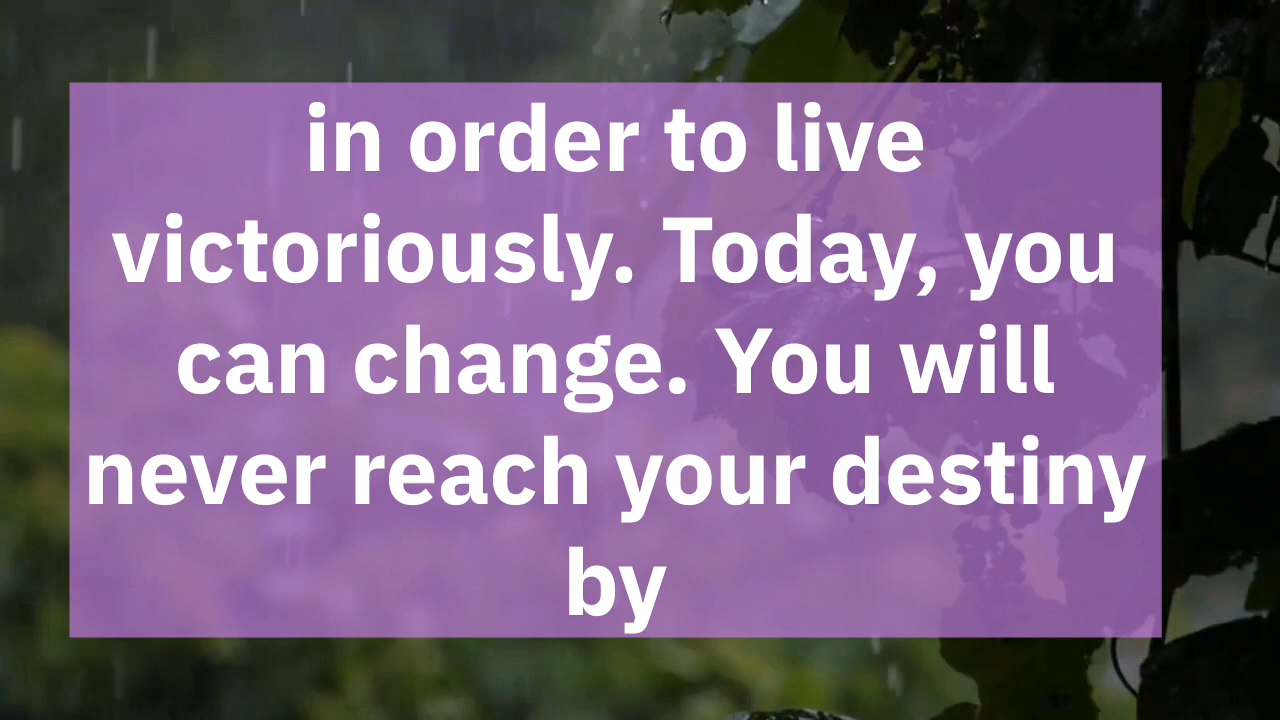 in order to live
victoriously. Today, you
can change. You will
never reach your destiny
by